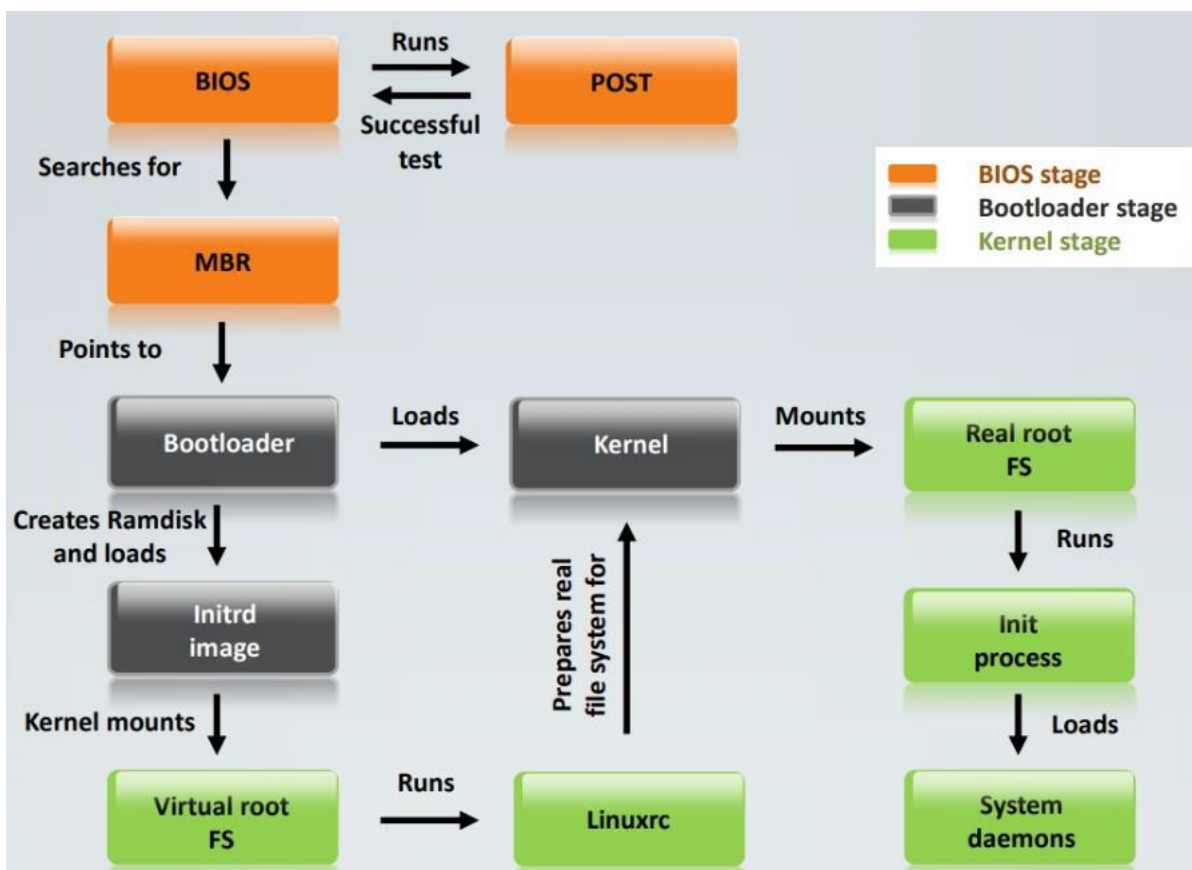 Runs
BIOS
POST
Successful
test
Searches for
BIOS stage
Bootloader stage
Kernel stage
MBR
Points to
Bootloader
Loads
Kernel
Mounts
Real root
FS
Creates Ramdisk
and loads
Runs
Prepares real
file system for
Initrd
image
Init
process
Kernel mounts
Loads
Virtual root
FS
Runs
Linuxrc
System
daemons